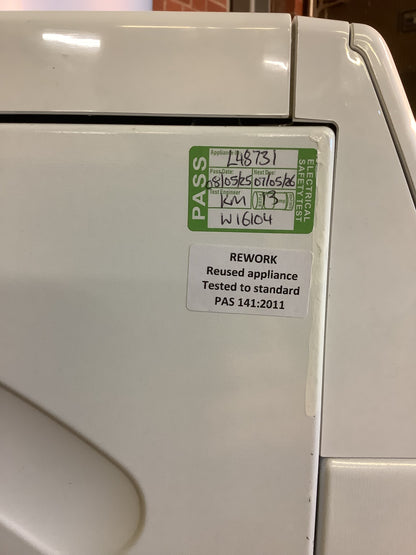 PASS
ELECTRICAL SAFETY TEST
Appliance
L48731
Pass Date: Next Due:
08/05/25 07/05/26
Test Engineer
KM 13
W16104
REWORK
Reused appliance
Tested to standard
PAS 141:2011